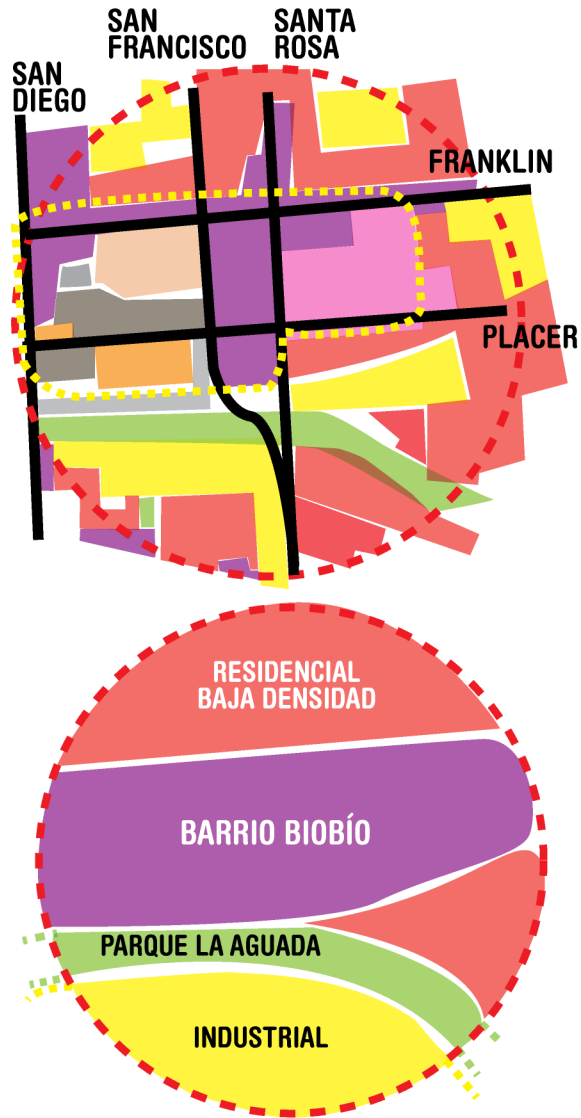 SAN
DIEGO
SAN
FRANCISCO
SANTA
ROSA
FRANKLIN
PLACER
RESIDENCIAL
BAJA DENSIDAD
BARRIO BIOBÍO
PARQUE LA AGUADA
INDUSTRIAL